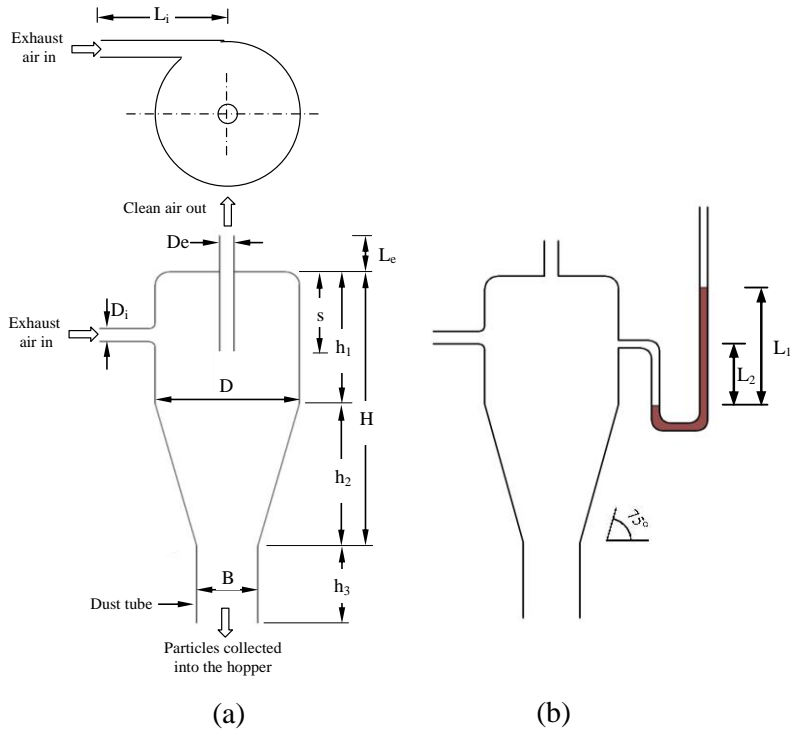 Lᵢ
Exhaust
air in
Clean air out
De
Lₑ
Dᵢ
s
h₁
Exhaust
air in
D
H
h₂
B
h₃
Dust tube
Particles collected
into the hopper
(a)
L₁
L₂
75°
(b)